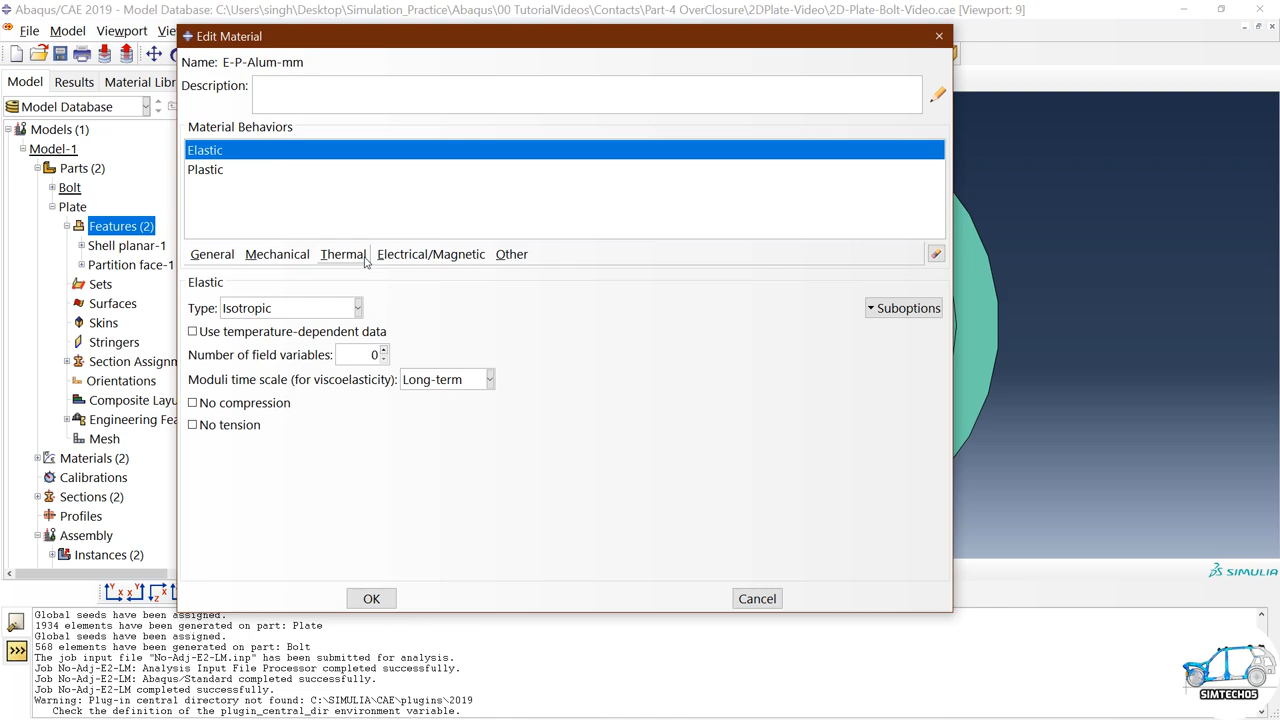 Abaqus/CAE 2019 - Model Database: C:\Users\singh\Desktop\Simulation_Practice\Abaqus\00 TutorialVideos\Contacts\Part-4 OverClosure\2DPlate-Video\2D-Plate-Bolt-Video.cae [Viewport: 9]
File Model Viewport
Edit Material
Name: E-P-Alum-mm
Description:
Model Results Material Libr
Model Database
Material Behaviors
Elastic
Plastic
Models (1)
Model-1
Parts (2)
Bolt
Plate
Features (2)
Shell planar-1
Partition face-1
Sets
Surfaces
Skins
Stringers
Section Assignm
Orientations
Composite Layu
Engineering Fea
Mesh
Materials (2)
Calibrations
Sections (2)
Profiles
Assembly
Instances (2)
General Mechanical Thermal Electrical/Magnetic Other
Elastic
Type: Isotropic
Suboptions
Use temperature-dependent data
Number of field variables: 0
Moduli time scale (for viscoelasticity): Long-term
No compression
No tension
OK Cancel
SIMULIA
Global seeds have been assigned.
1934 elements have been generated on part: Plate
Global seeds have been assigned.
568 elements have been generated on part: Bolt
The job input file "No-Adj-E2-LM.inp" has been submitted for analysis.
Job No-Adj-E2-LM: Analysis Input File Processor completed successfully.
Job No-Adj-E2-LM: Abaqus/Standard completed successfully.
Job No-Adj-E2-LM completed successfully.
Warning: Plug-in central directory not found: C:\SIMULIA\CAE\plugins\2019
Check the definition of the plugin_central_dir environment variable.
SIMTECH05